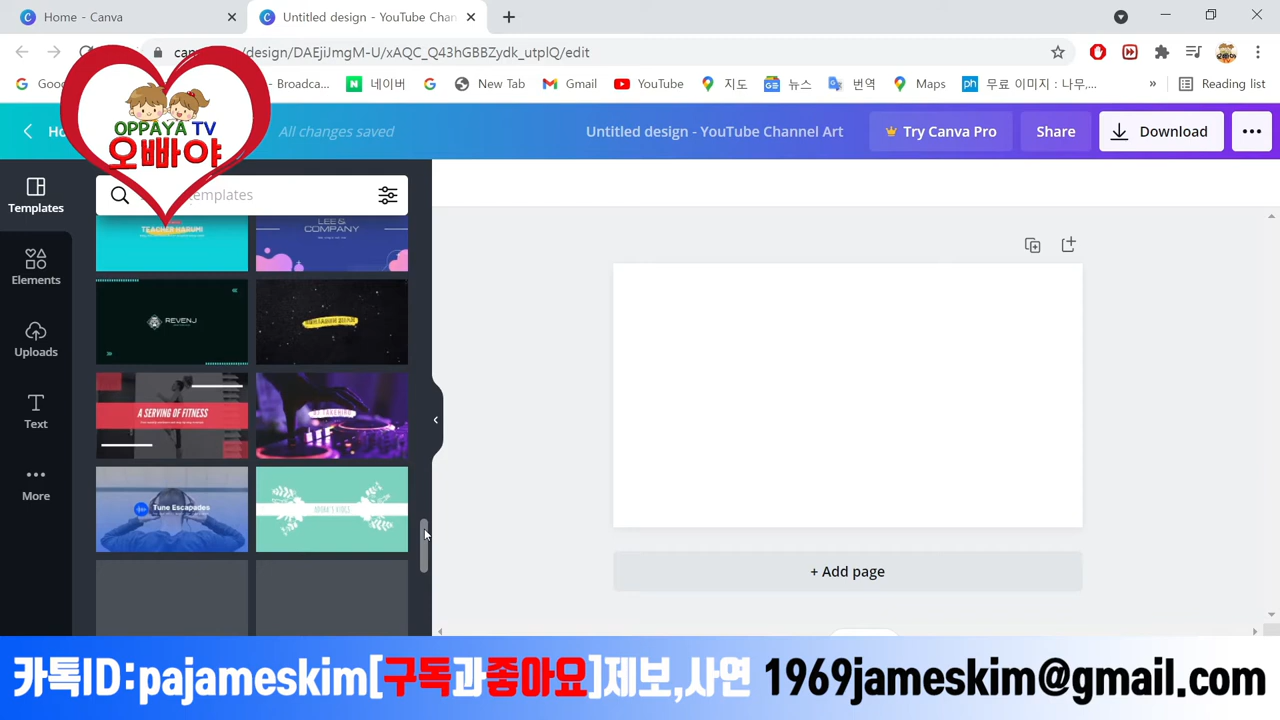 Home - Canva
Untitled design - YouTube Chan
/design/DAEjiJmgM-U/xAQC_Q43hGBBZydk_utpIQ/edit
- Broadca...
네이버
New Tab
Gmail
YouTube
지도
뉴스
번역
Maps
무료 이미지 : 나무,...
»
Reading list
OPPAYA TV
오빠야
All changes saved
Untitled design - YouTube Channel Art
Try Canva Pro
Share
Download
Templates
templates
Elements
Uploads
Text
More
TEACHER HARUMI
LEE &
COMPANY
REVENJ
A SERVING OF FITNESS
Tune Escapades
+ Add page
카톡ID:pajameskim[구독과좋아요]제보,사연 1969jameskim@gmail.com